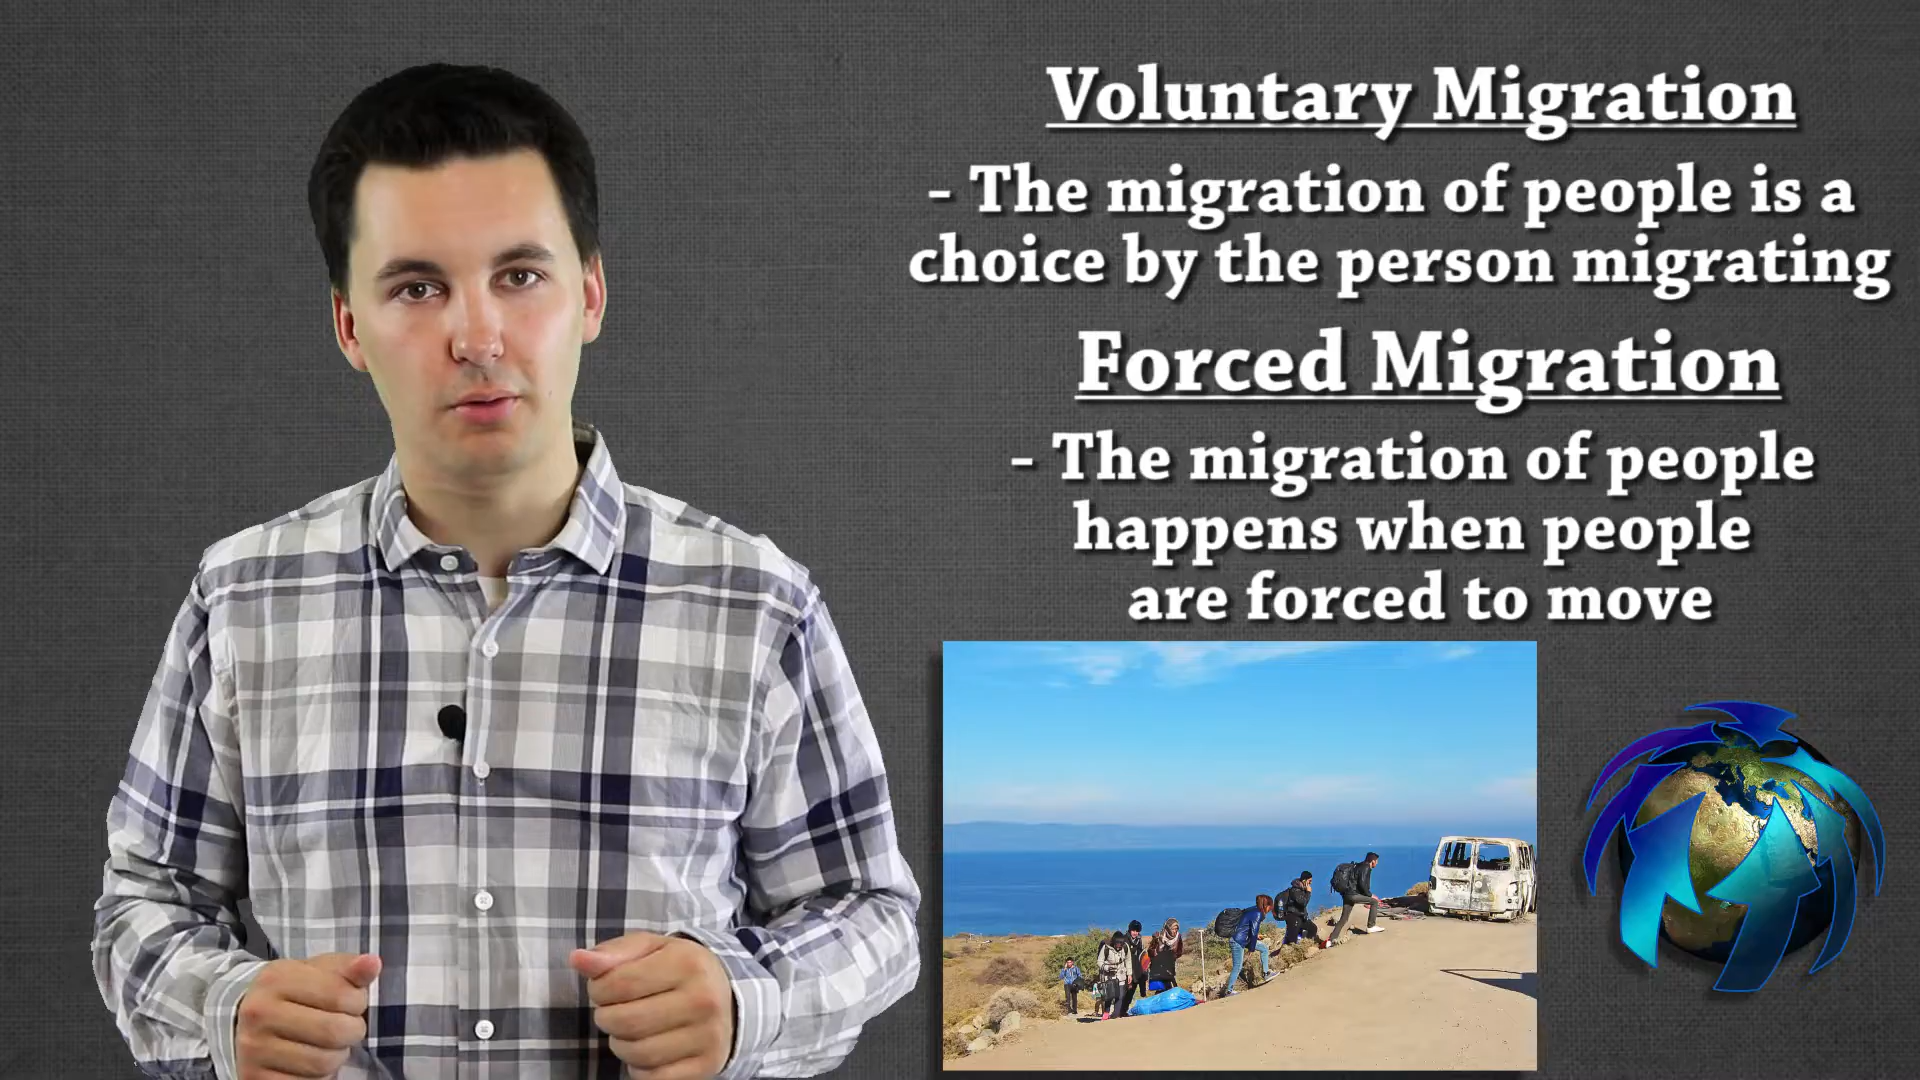 Voluntary Migration
- The migration of people is a
choice by the person migrating
Forced Migration
- The migration of people
happens when people
are forced to move